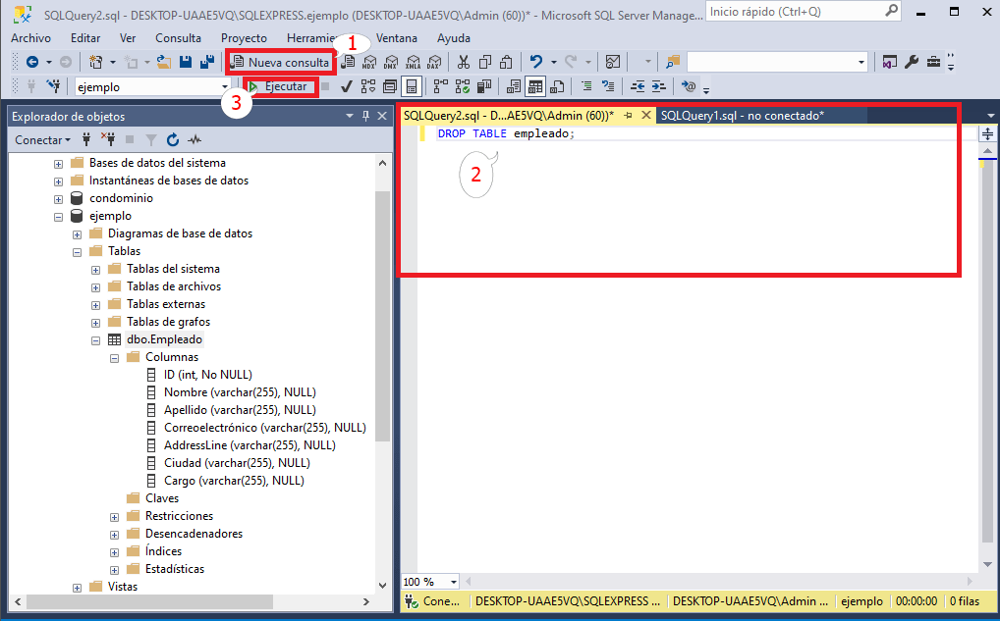 SQLQuery2.sql - DESKTOP-UAAE5VQ\SQLEXPRESS.ejemplo (DESKTOP-UAAE5VQ\Admin (60))* - Microsoft SQL Server Manage...
Inicio rápido (Ctrl+Q)
Archivo Editar Ver Consulta Proyecto Herramie Ventana Ayuda
1
Nueva consulta
MDX DMX XMLA DAX
ejemplo
Ejecutar
3
Explorador de objetos
Conectar
Bases de datos del sistema
Instantáneas de bases de datos
condominio
ejemplo
Diagramas de base de datos
Tablas
Tablas del sistema
Tablas de archivos
Tablas externas
Tablas de grafos
dbo.Empleado
Columnas
ID (int, No NULL)
Nombre (varchar(255), NULL)
Apellido (varchar(255), NULL)
Correoelectrónico (varchar(255), NULL)
AddressLine (varchar(255), NULL)
Ciudad (varchar(255), NULL)
Cargo (varchar(255), NULL)
Claves
Restricciones
Desencadenadores
Índices
Estadísticas
Vistas
SQLQuery2.sql - D...AE5VQ\Admin (60))*
SQLQuery1.sql - no conectado*
DROP TABLE empleado;
2
100 %
Cone... DESKTOP-UAAE5VQ\SQLEXPRESS ... DESKTOP-UAAE5VQ\Admin ... ejemplo 00:00:00 0 filas